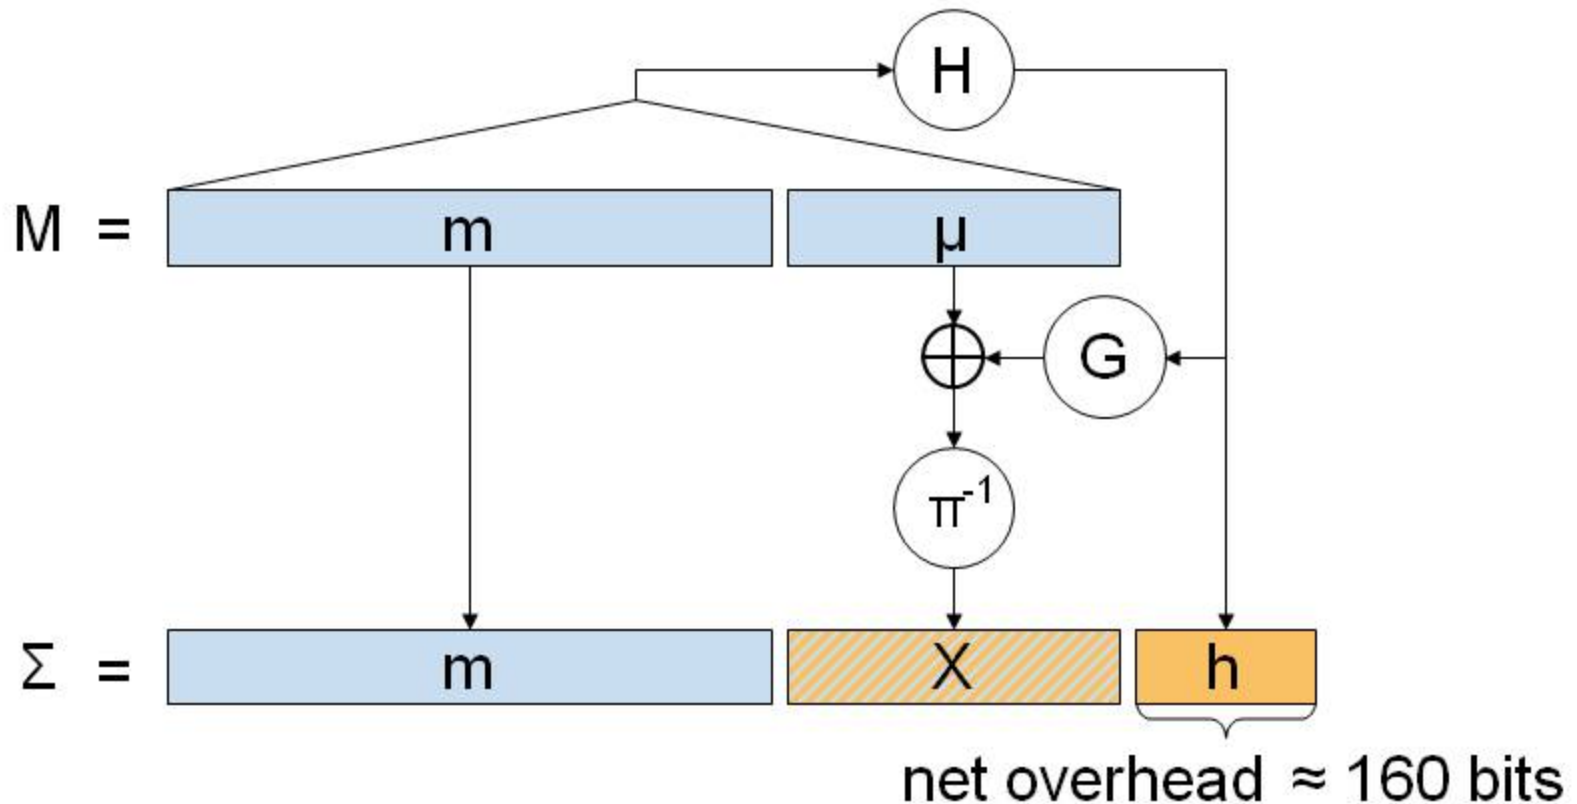 H
M = m μ
G
π⁻¹
Σ = m X h
net overhead ≈ 160 bits